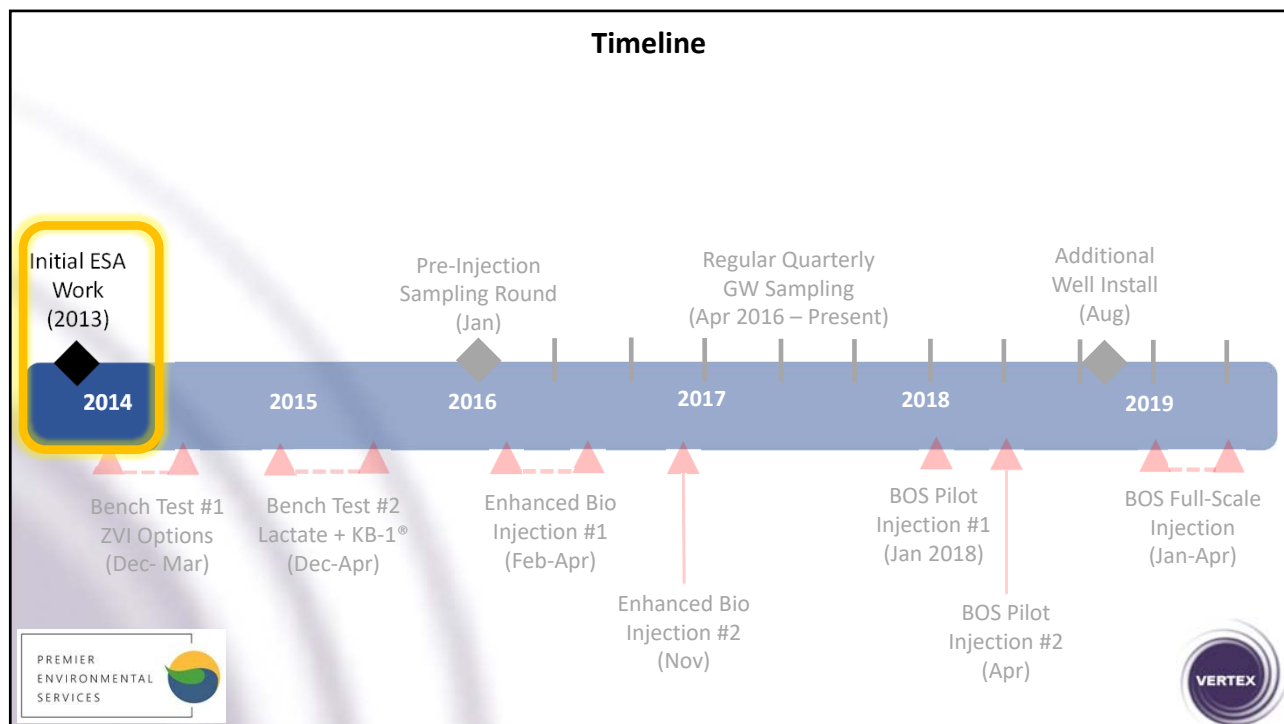 Timeline
Initial ESA
Work
(2013)
Pre-Injection
Sampling Round
(Jan)
Regular Quarterly
GW Sampling
(Apr 2016 – Present)
Additional
Well Install
(Aug)
2014
2015
2016
2017
2018
2019
Bench Test #1
ZVI Options
(Dec- Mar)
Bench Test #2
Lactate + KB-1®
(Dec-Apr)
Enhanced Bio
Injection #1
(Feb-Apr)
Enhanced Bio
Injection #2
(Nov)
BOS Pilot
Injection #1
(Jan 2018)
BOS Pilot
Injection #2
(Apr)
BOS Full-Scale
Injection
(Jan-Apr)
PREMIER
ENVIRONMENTAL
SERVICES
VERTEX